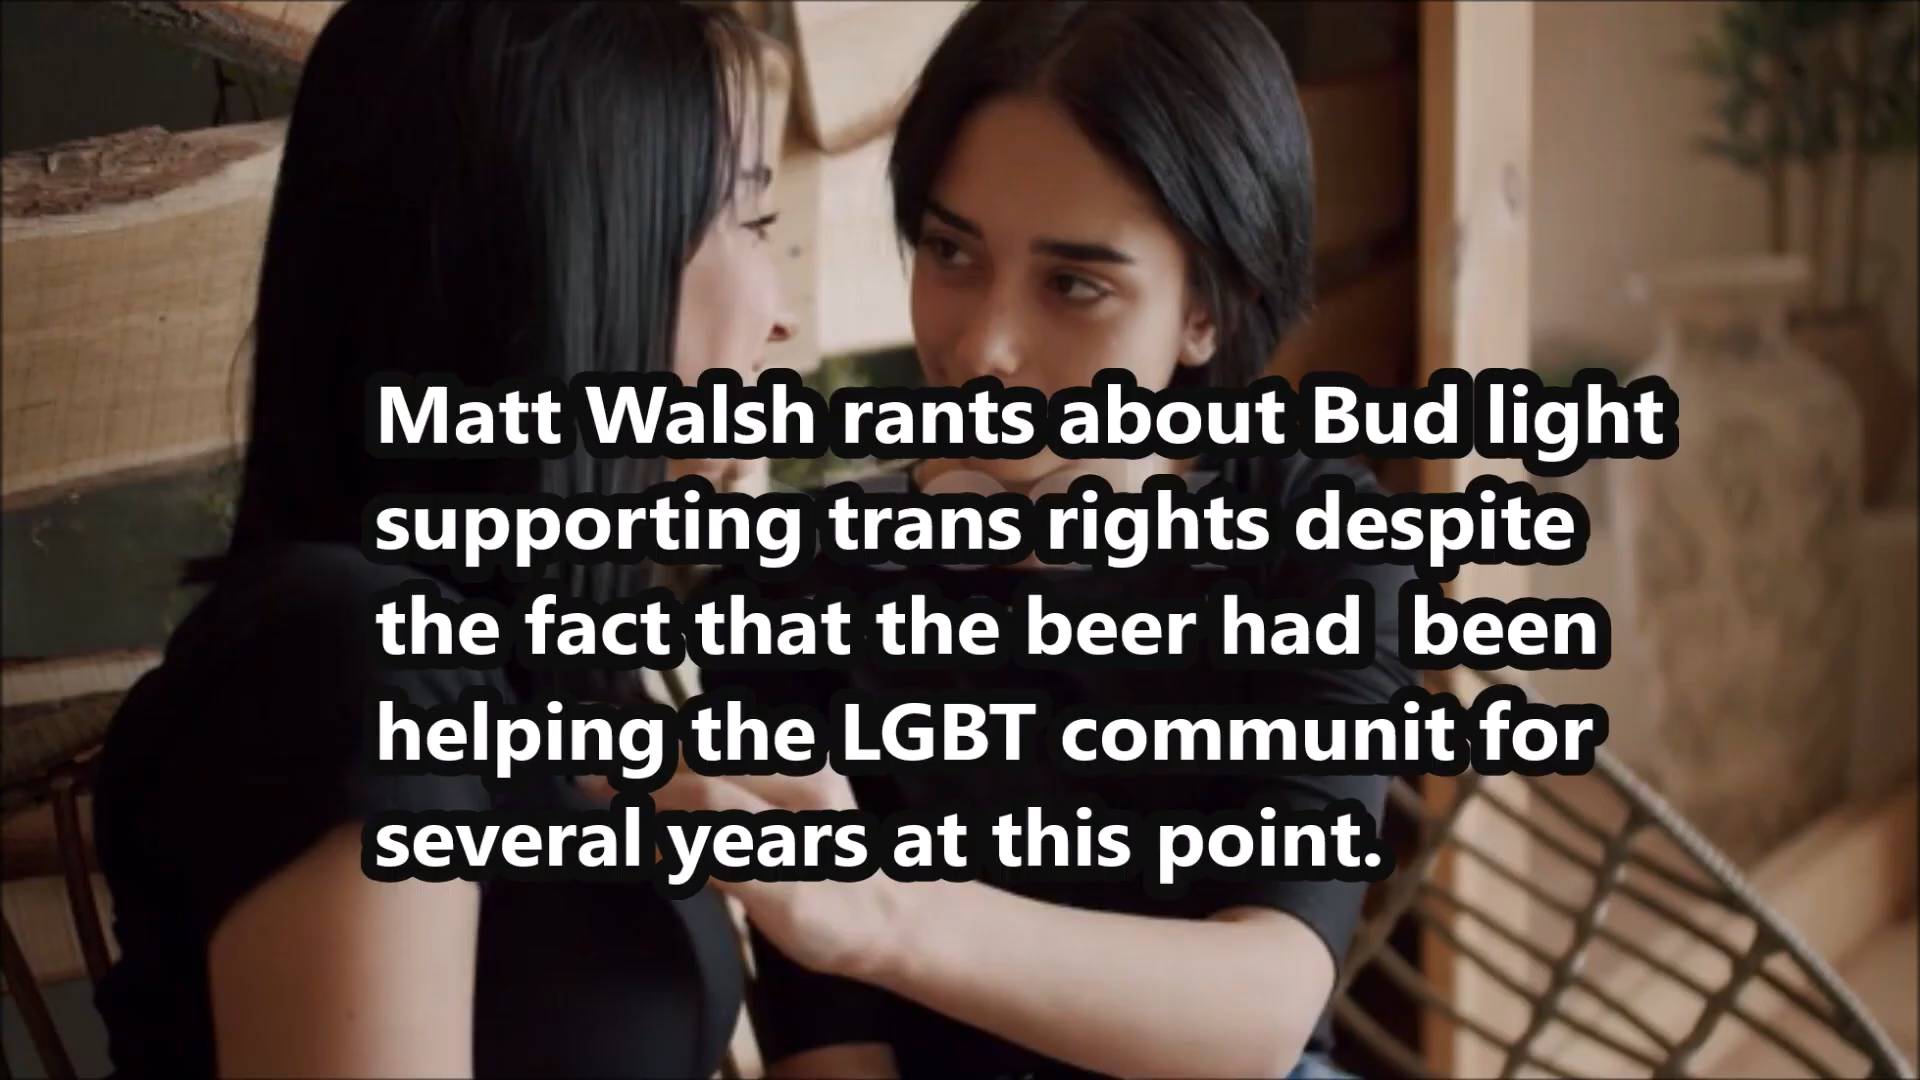 Matt Walsh rants about Bud light
supporting trans rights despite
the fact that the beer had  been
helping the LGBT communit for
several years at this point.